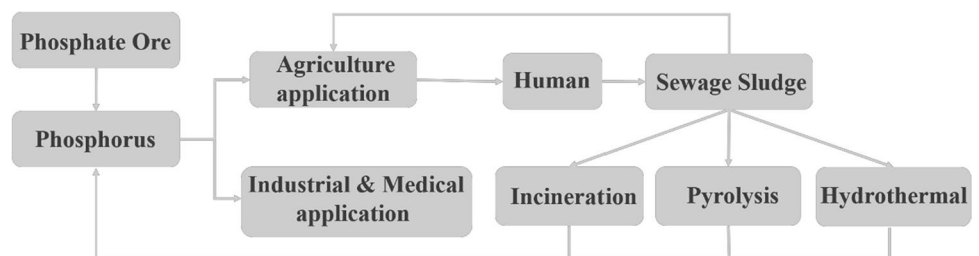 Phosphate Ore
Agriculture
application
Human
Sewage Sludge
Phosphorus
Industrial & Medical
application
Incineration
Pyrolysis
Hydrothermal